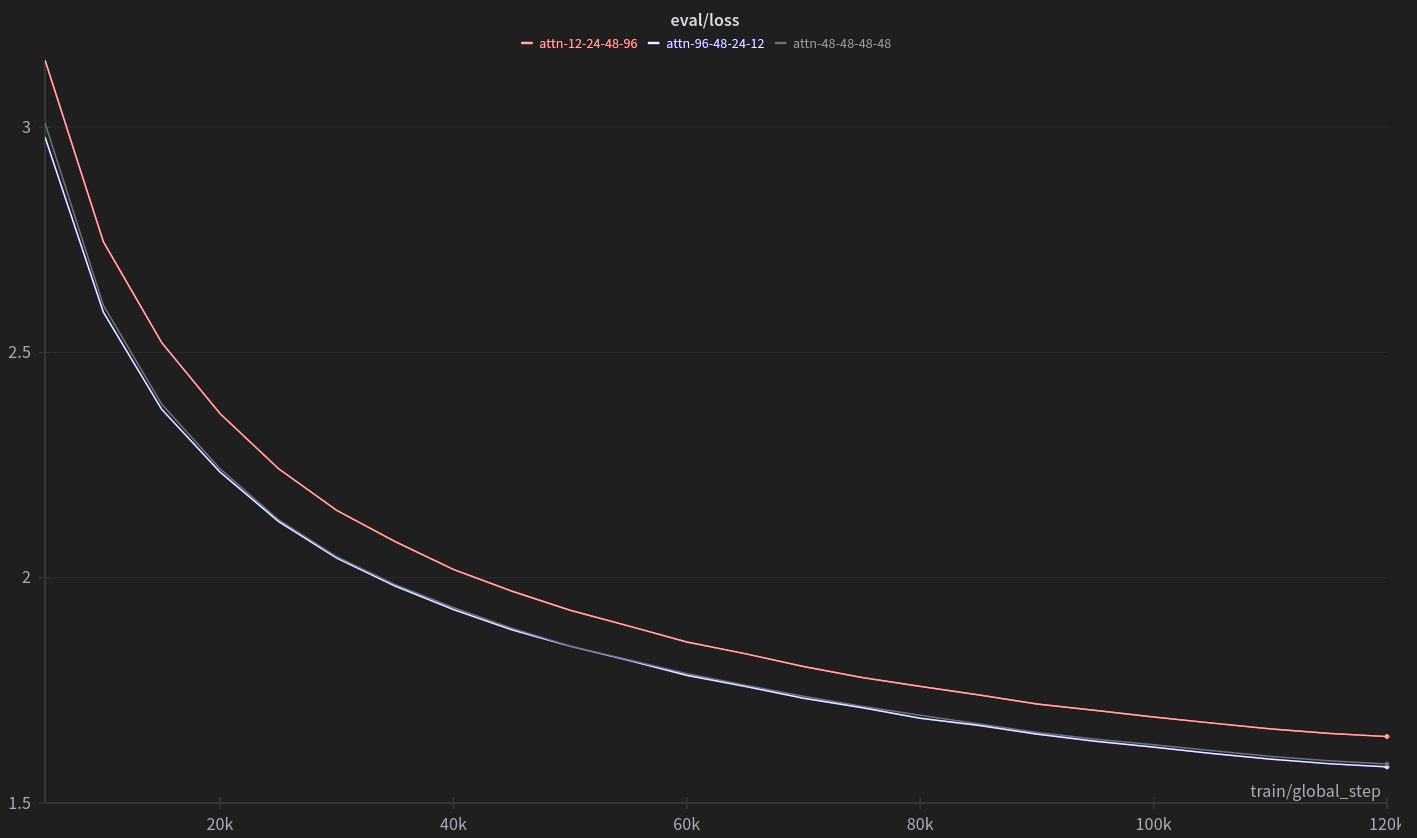 eval/loss
attn-12-24-48-96 attn-96-48-24-12 attn-48-48-48-48
3
2.5
2
1.5
train/global_step
20k 40k 60k 80k 100k 120k